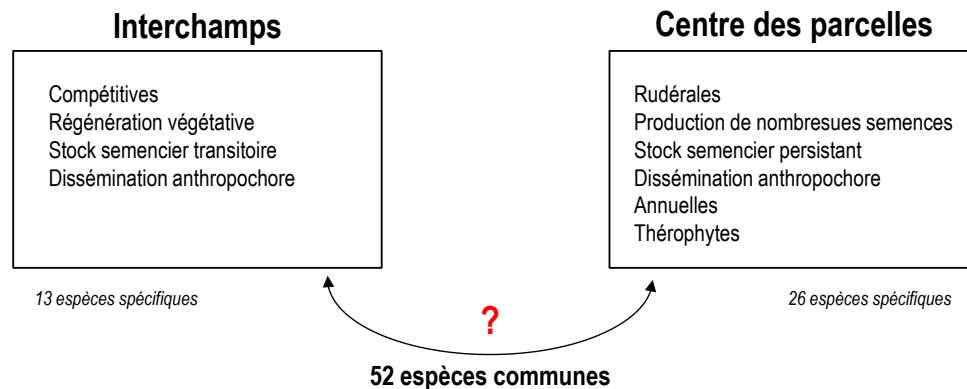 Interchamps
Compétitives
Régénération végétative
Stock semencier transitoire
Dissémination anthropochore
13 espèces spécifiques
Centre des parcelles
Rudérales
Production de nombresues semences
Stock semencier persistant
Dissémination anthropochore
Annuelles
Thérophytes
26 espèces spécifiques
?
52 espèces communes